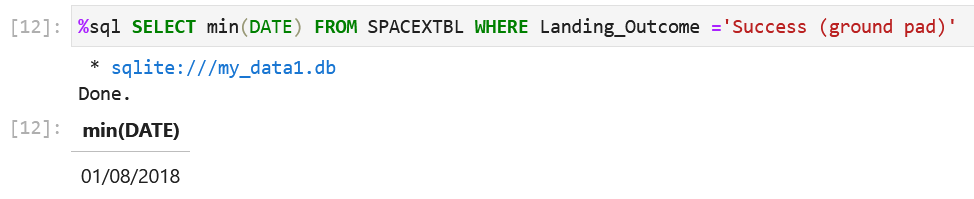 [12]: %sql SELECT min(DATE) FROM SPACEXTBL WHERE Landing_Outcome ='Success (ground pad)'
* sqlite:///my_data1.db
Done.
[12]: min(DATE)
01/08/2018